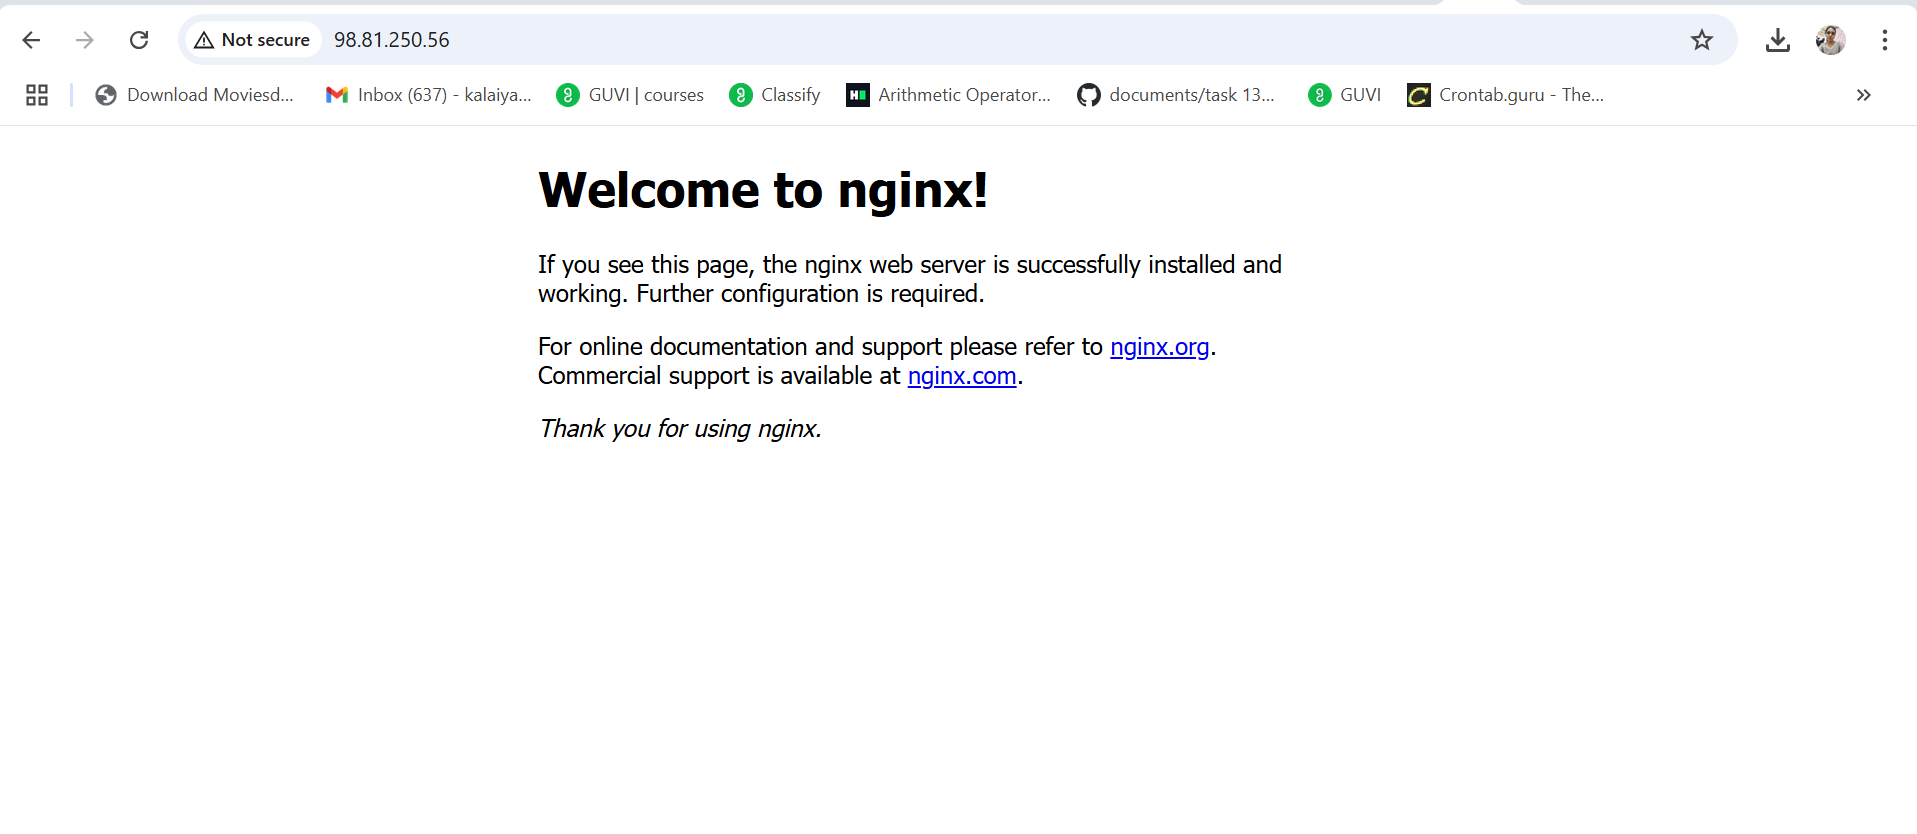 Not secure 98.81.250.56
Download Moviesd... Inbox (637) - kalaiya... GUVI | courses Classify Arithmetic Operator... documents/task 13... GUVI Crontab.guru - The...
Welcome to nginx!
If you see this page, the nginx web server is successfully installed and
working. Further configuration is required.
For online documentation and support please refer to nginx.org.
Commercial support is available at nginx.com.
Thank you for using nginx.